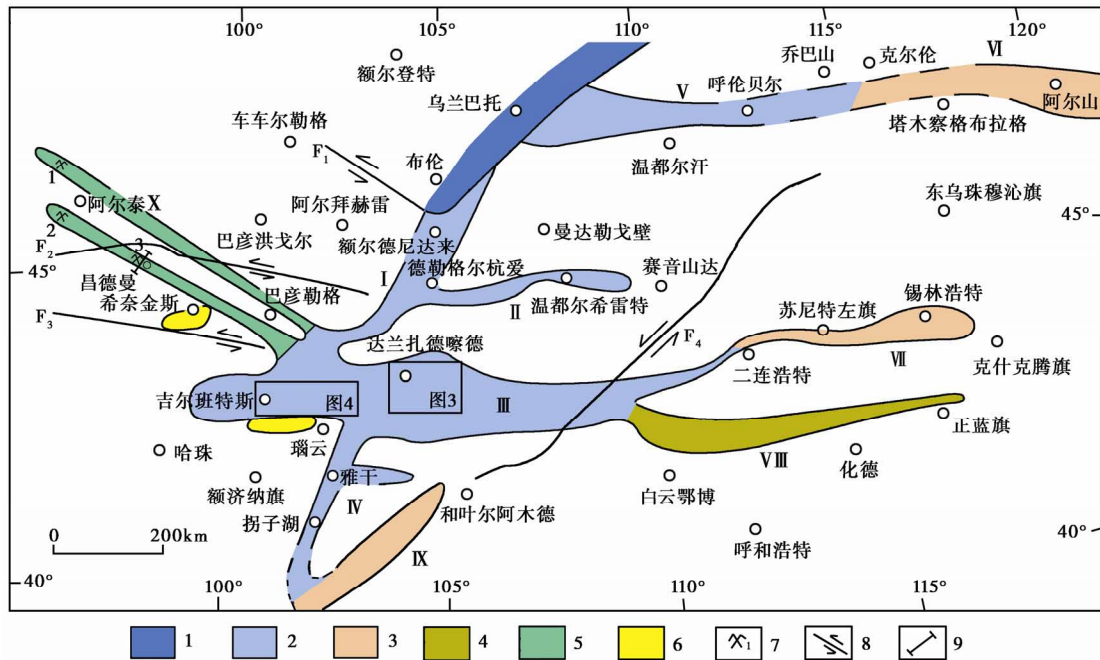 100° 105° 110° 115° 120°
额尔登特 乔巴山 克尔伦 Ⅵ
乌兰巴托 Ⅴ 呼伦贝尔 阿尔山
车车尔勒格 塔木察格布拉格
F₁ 布伦 温都尔汗
1 阿尔泰 Ⅹ 阿尔拜赫雷 东乌珠穆沁旗
2 巴彦洪戈尔 额尔德尼达来 曼达勒戈壁 45°
F₂ 3
45° 昌德曼 Ⅰ 德勒格尔杭爱 赛音山达
希奈金斯 巴彦勒格 Ⅱ 温都尔希雷特 锡林浩特
F₃ 苏尼特左旗
达兰扎德嚓德 F₄ Ⅶ
二连浩特 克什克腾旗
吉尔班特斯 图4 图3 Ⅲ
正蓝旗
哈珠 瑙云 ⅤⅢ 化德
额济纳旗 雅干 白云鄂博
Ⅳ 和叶尔阿木德
拐子湖 呼和浩特 40°
0 200km Ⅸ
40°
100° 105° 110° 115°
1 2 3 4 5 6 1 7 8 9